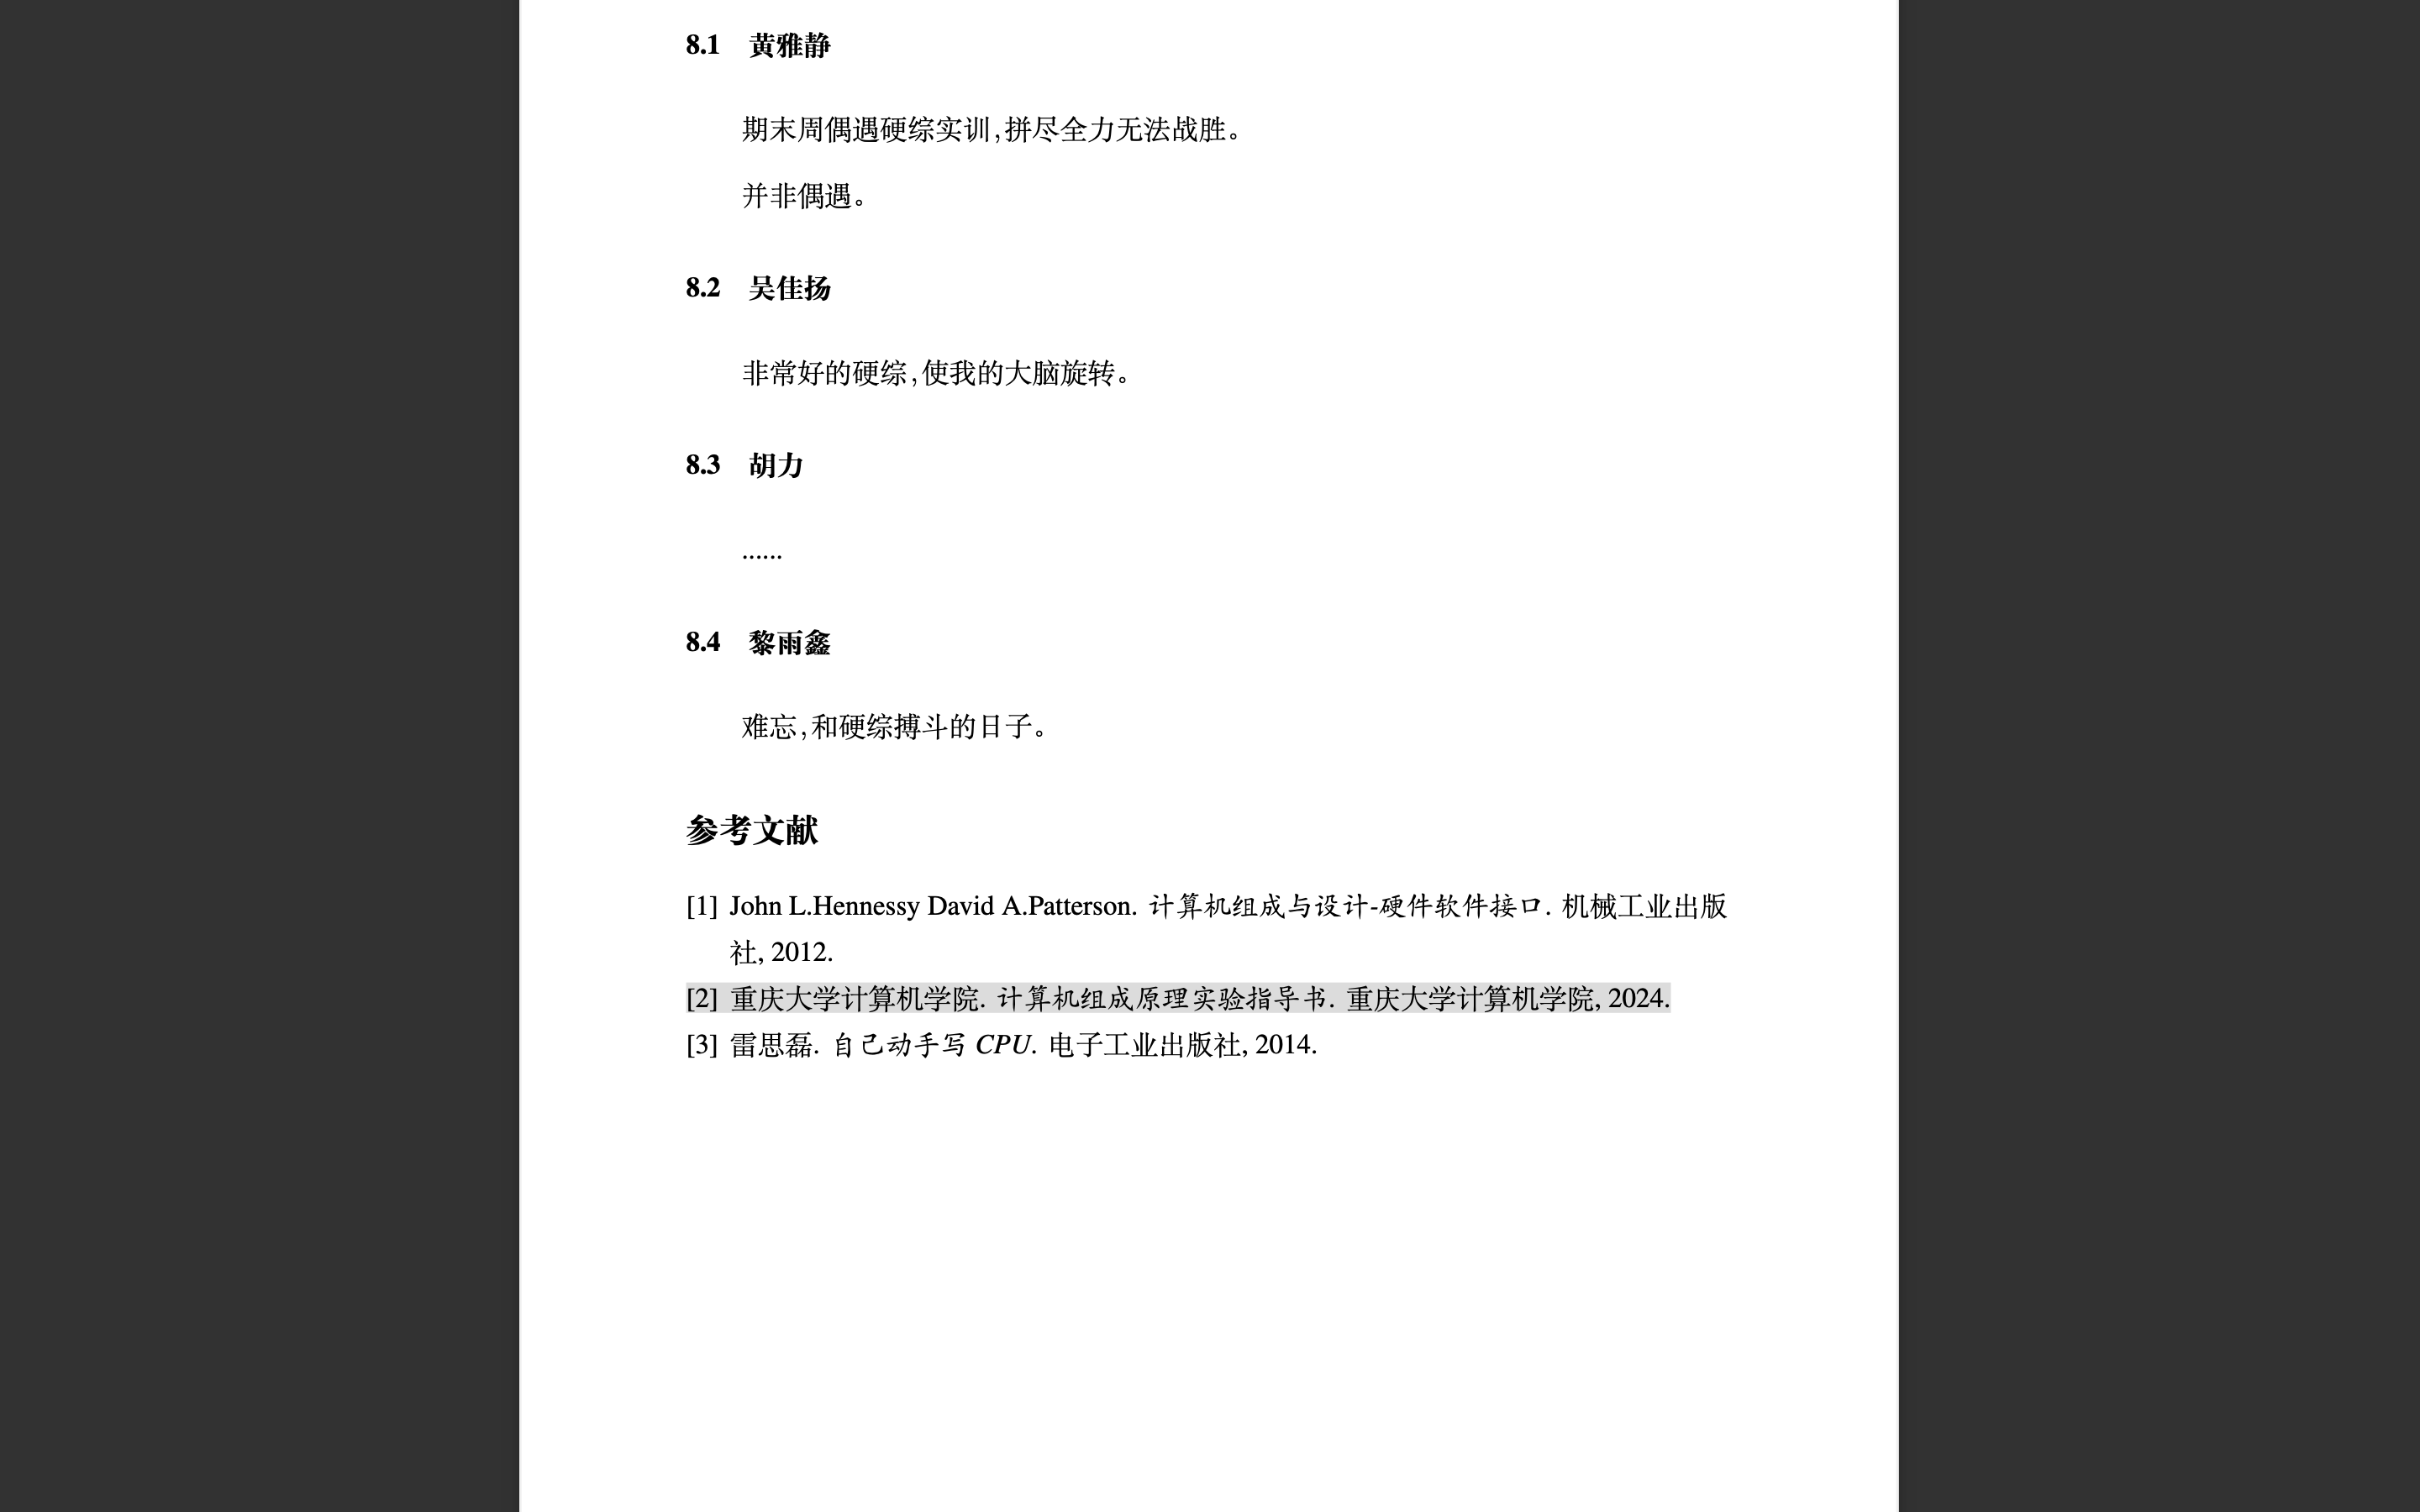 8.1 黄雅静
期末周偶遇硬综实训,拼尽全力无法战胜。
并非偶遇。
8.2 吴佳扬
非常好的硬综,使我的大脑旋转。
8.3 胡力
......
8.4 黎雨鑫
难忘,和硬综搏斗的日子。
参考文献
[1] John L.Hennessy David A.Patterson. 计算机组成与设计-硬件软件接口. 机械工业出版
社, 2012.
[2] 重庆大学计算机学院. 计算机组成原理实验指导书. 重庆大学计算机学院, 2024.
[3] 雷思磊. 自己动手写 CPU. 电子工业出版社, 2014.